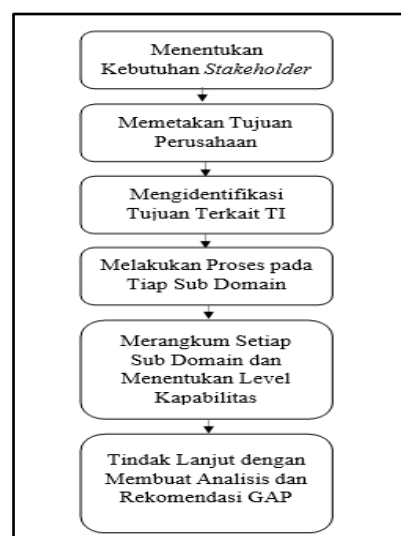 Menentukan
Kebutuhan Stakeholder
Memetakan Tujuan
Perusahaan
Mengidentifikasi
Tujuan Terkait TI
Melakukan Proses pada
Tiap Sub Domain
Merangkum Setiap
Sub Domain dan
Menentukan Level
Kapabilitas
Tindak Lanjut dengan
Membuat Analisis dan
Rekomendasi GAP